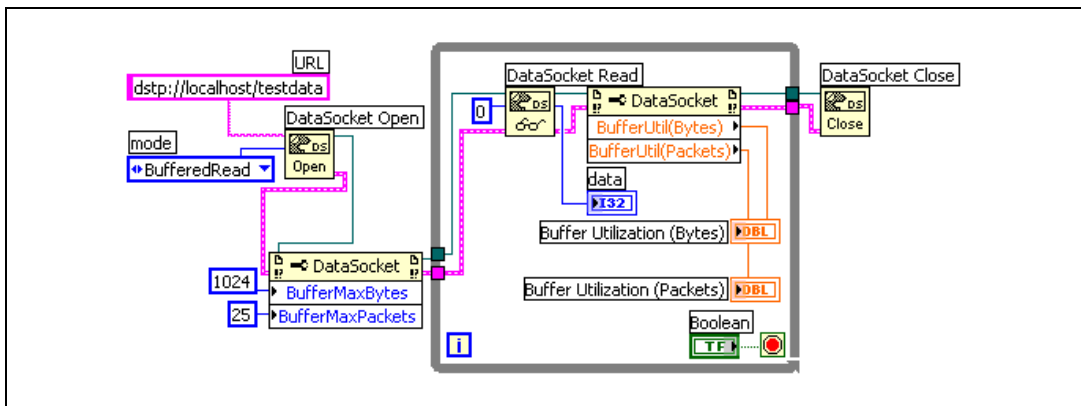 URL
dstp://localhost/testdata
DataSocket Open
mode
BufferedRead
DS
Open
DataSocket
1024
BufferMaxBytes
25
BufferMaxPackets
DataSocket Read
0
DS
DataSocket
BufferUtil(Bytes)
BufferUtil(Packets)
data
I32
Buffer Utilization (Bytes)
DBL
Buffer Utilization (Packets)
DBL
Boolean
TF
i
DataSocket Close
DS
Close